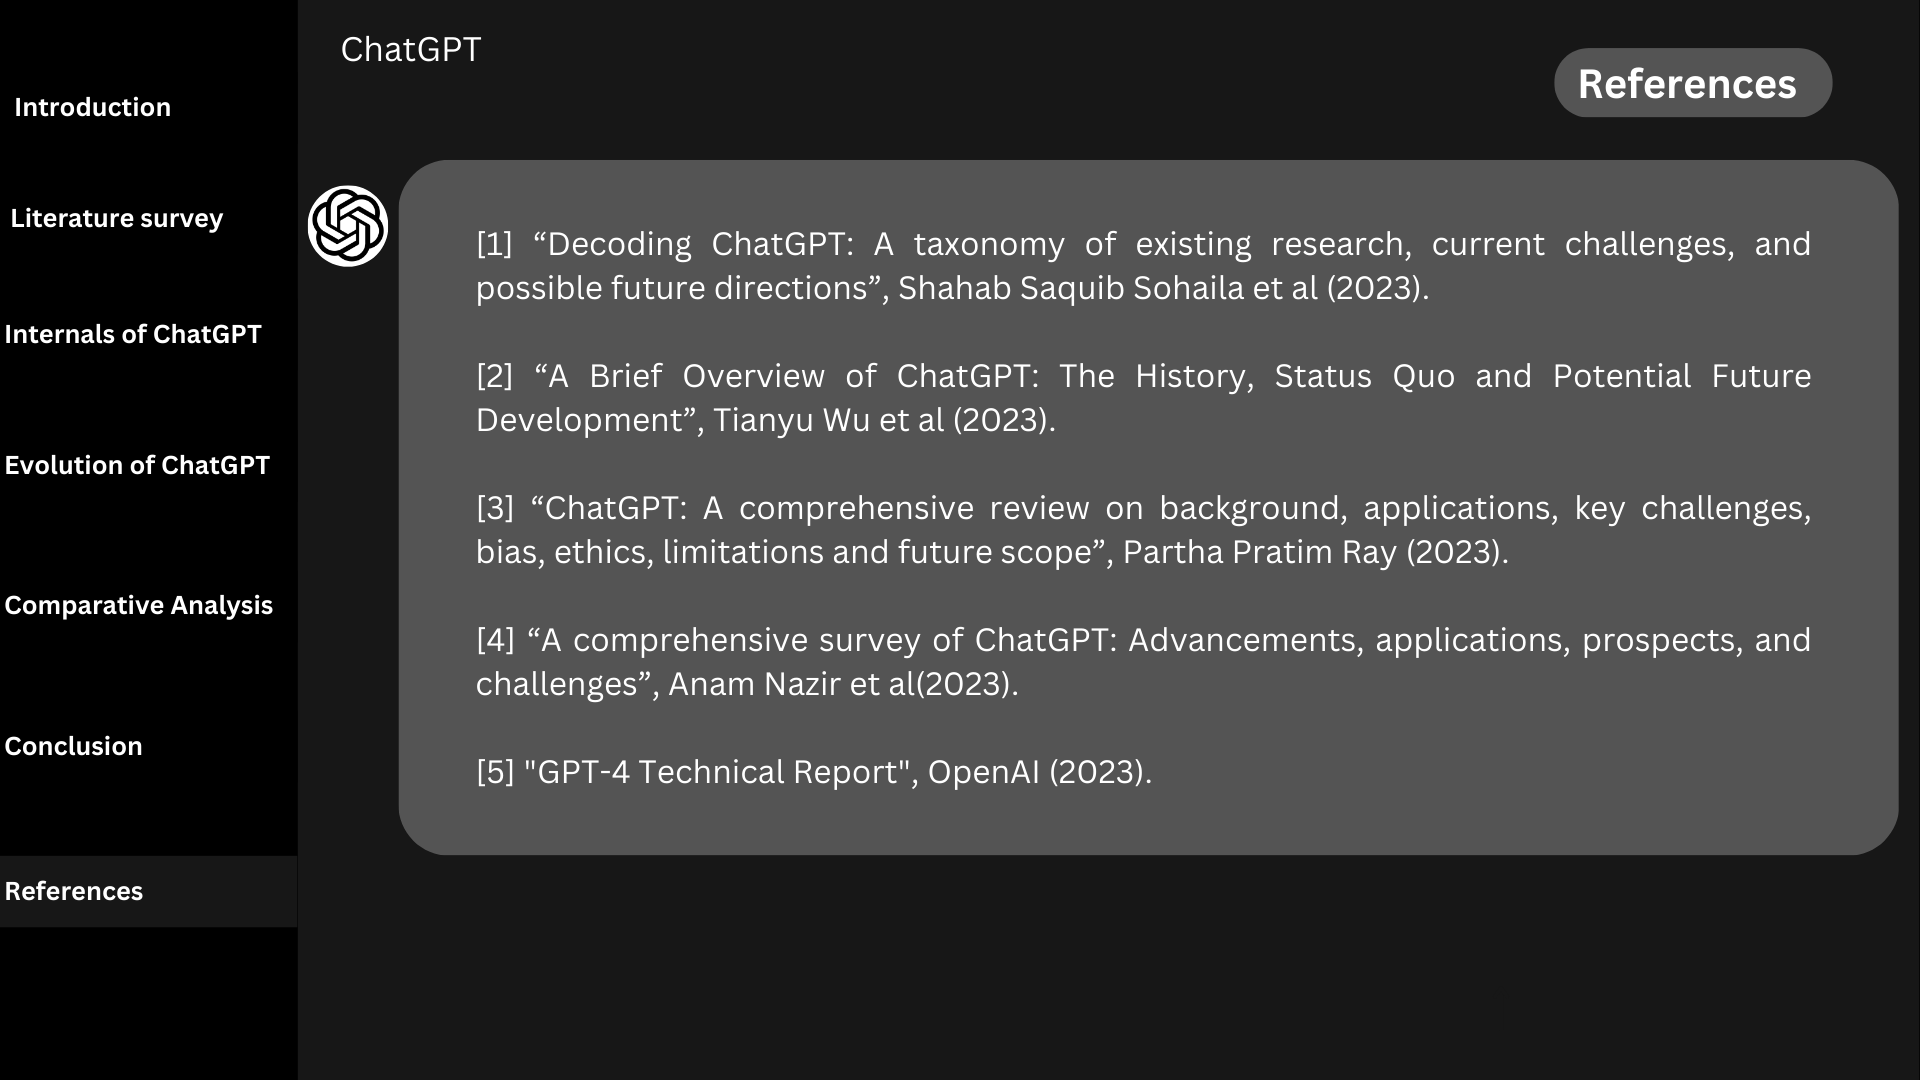 ChatGPT
References
Introduction
Literature survey
Internals of ChatGPT
Evolution of ChatGPT
Comparative Analysis
Conclusion
References
[1] “Decoding ChatGPT: A taxonomy of existing research, current challenges, and
possible future directions”, Shahab Saquib Sohaila et al (2023).
[2] “A Brief Overview of ChatGPT: The History, Status Quo and Potential Future
Development”, Tianyu Wu et al (2023).
[3] “ChatGPT: A comprehensive review on background, applications, key challenges,
bias, ethics, limitations and future scope”, Partha Pratim Ray (2023).
[4] “A comprehensive survey of ChatGPT: Advancements, applications, prospects, and
challenges”, Anam Nazir et al(2023).
[5] "GPT-4 Technical Report", OpenAI (2023).